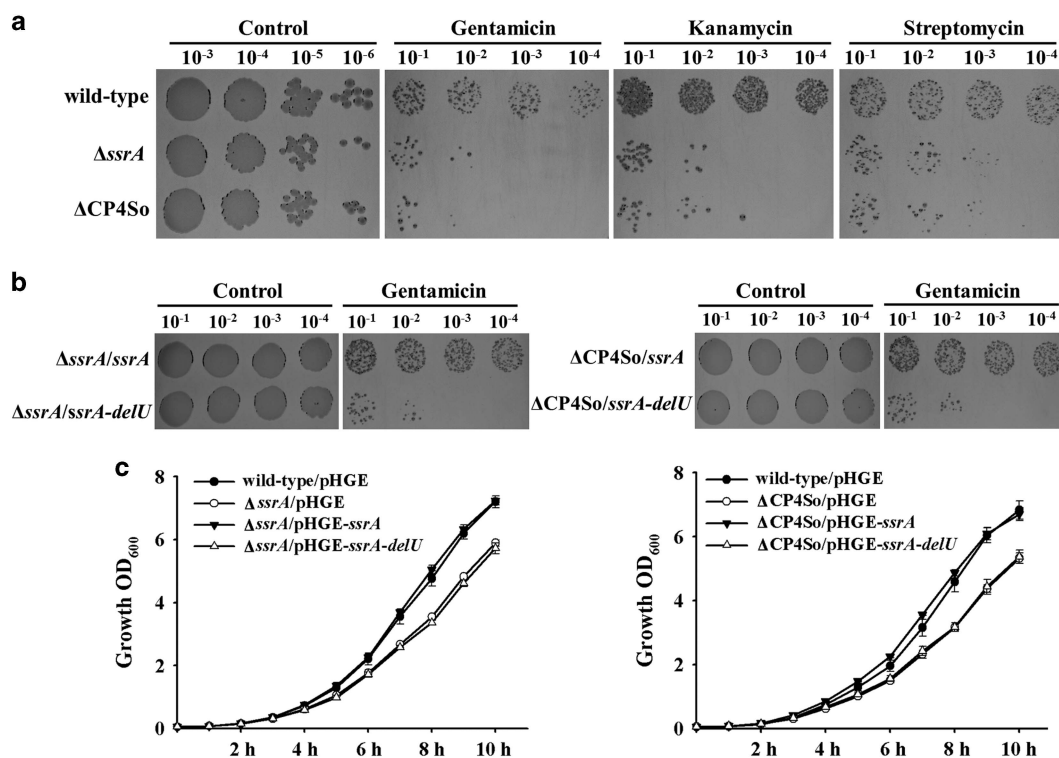 a
Control Gentamicin Kanamycin Streptomycin
10-3 10-4 10-5 10-6 10-1 10-2 10-3 10-4 10-1 10-2 10-3 10-4 10-1 10-2 10-3 10-4
wild-type
ΔssrA
ΔCP4So
b
Control Gentamicin
10-1 10-2 10-3 10-4 10-1 10-2 10-3 10-4
ΔssrA/ssrA
ΔssrA/ssrA-delU
Control Gentamicin
10-1 10-2 10-3 10-4 10-1 10-2 10-3 10-4
ΔCP4So/ssrA
ΔCP4So/ssrA-delU
c
8
6
4
2
0
Growth OD600
wild-type/pHGE
ΔssrA/pHGE
ΔssrA/pHGE-ssrA
ΔssrA/pHGE-ssrA-delU
2 h 4 h 6 h 8 h 10 h
8
6
4
2
0
Growth OD600
wild-type/pHGE
ΔCP4So/pHGE
ΔCP4So/pHGE-ssrA
ΔCP4So/pHGE-ssrA-delU
2 h 4 h 6 h 8 h 10 h